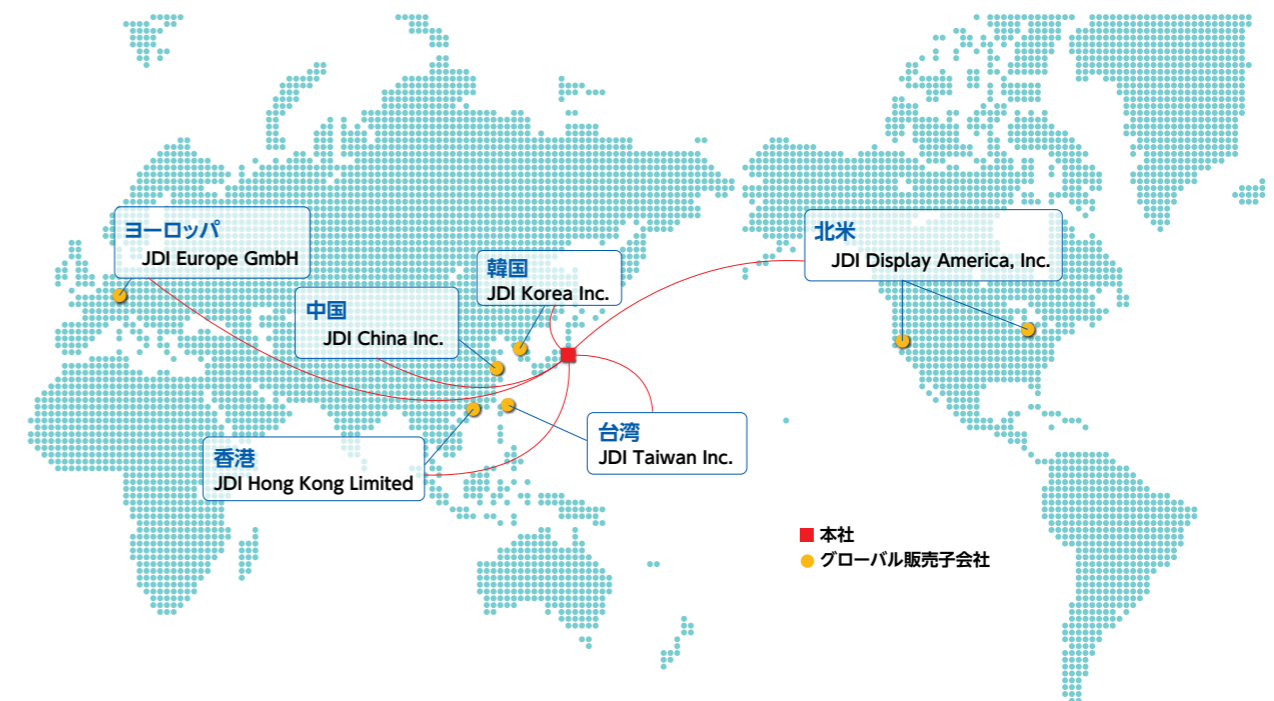 ヨーロッパ
JDI Europe GmbH
韓国
JDI Korea Inc.
中国
JDI China Inc.
北米
JDI Display America, Inc.
香港
JDI Hong Kong Limited
台湾
JDI Taiwan Inc.
本社
グローバル販売子会社